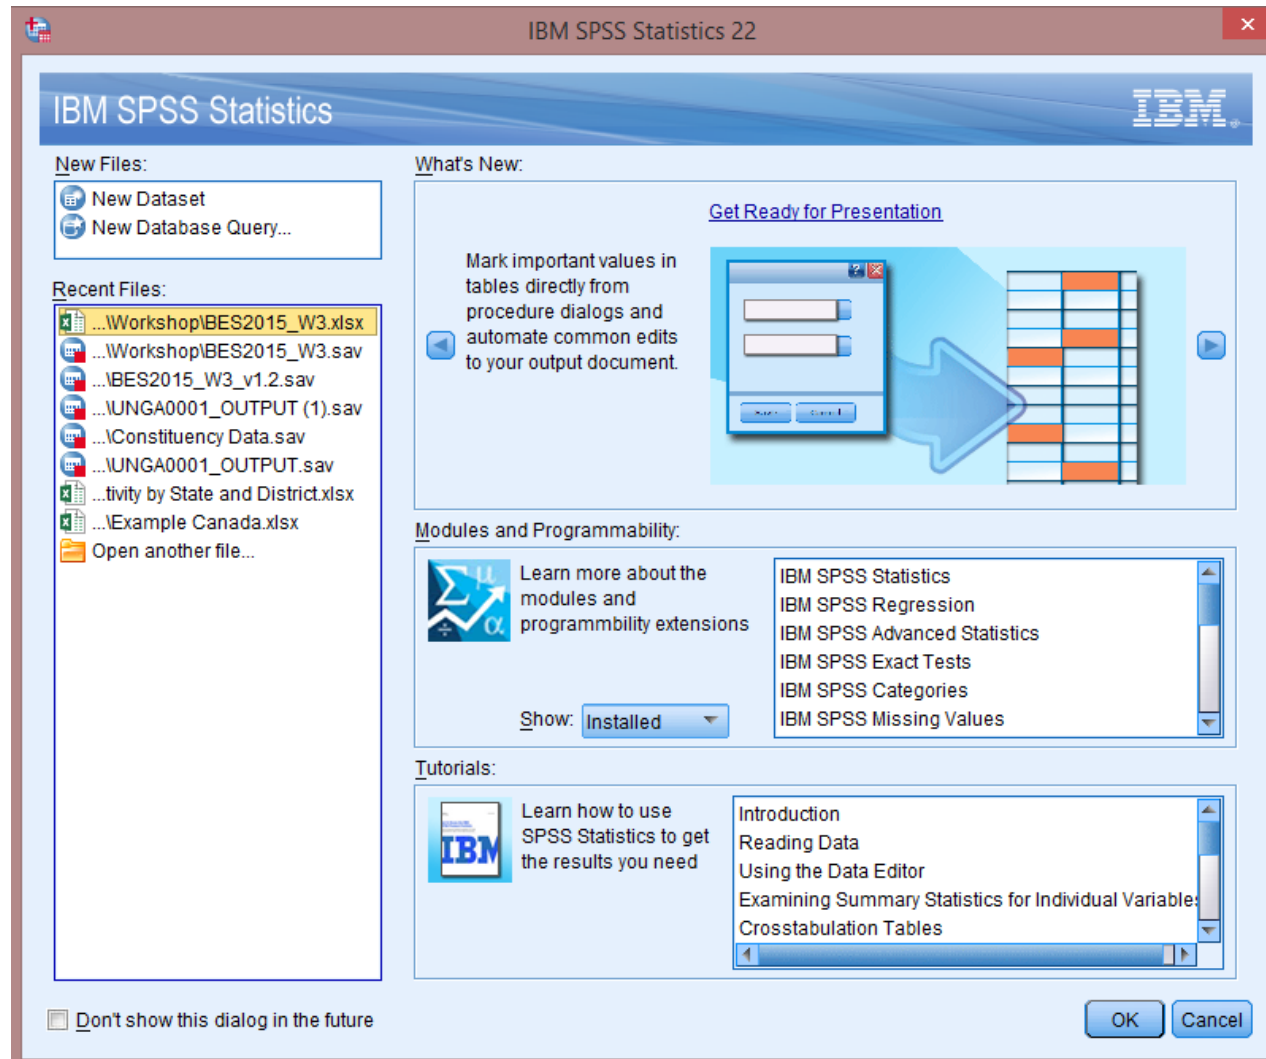 IBM SPSS Statistics 22
IBM SPSS Statistics
IBM
New Files:
New Dataset
New Database Query...
Recent Files:
...\Workshop\BES2015_W3.xlsx
...\Workshop\BES2015_W3.sav
...\BES2015_W3_v1.2.sav
...\UNGA0001_OUTPUT (1).sav
...\Constituency Data.sav
...\UNGA0001_OUTPUT.sav
...tivity by State and District.xlsx
...\Example Canada.xlsx
Open another file...
What's New:
Get Ready for Presentation
Mark important values in
tables directly from
procedure dialogs and
automate common edits
to your output document.
Modules and Programmability:
Learn more about the
modules and
programmbility extensions
Show: Installed
IBM SPSS Statistics
IBM SPSS Regression
IBM SPSS Advanced Statistics
IBM SPSS Exact Tests
IBM SPSS Categories
IBM SPSS Missing Values
Tutorials:
IBM
Learn how to use
SPSS Statistics to get
the results you need
Introduction
Reading Data
Using the Data Editor
Examining Summary Statistics for Individual Variables
Crosstabulation Tables
Don't show this dialog in the future
OK
Cancel